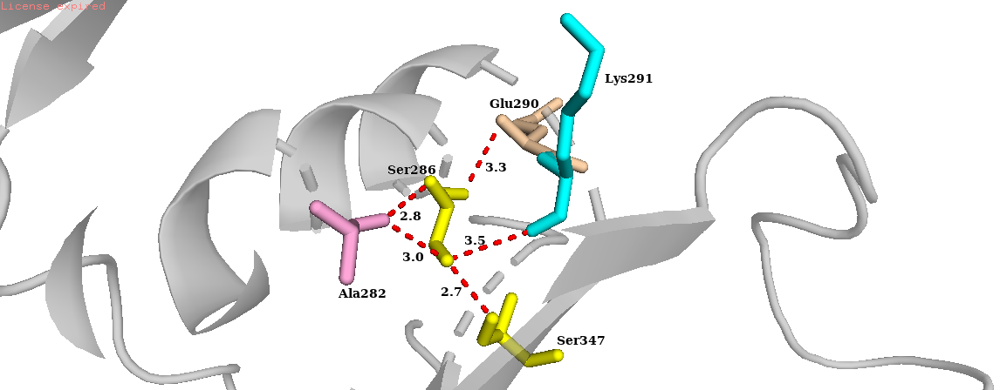 License expired
Lys291
Glu290
3.3
Ser286
2.8
3.5
3.0
2.7
Ala282
Ser347